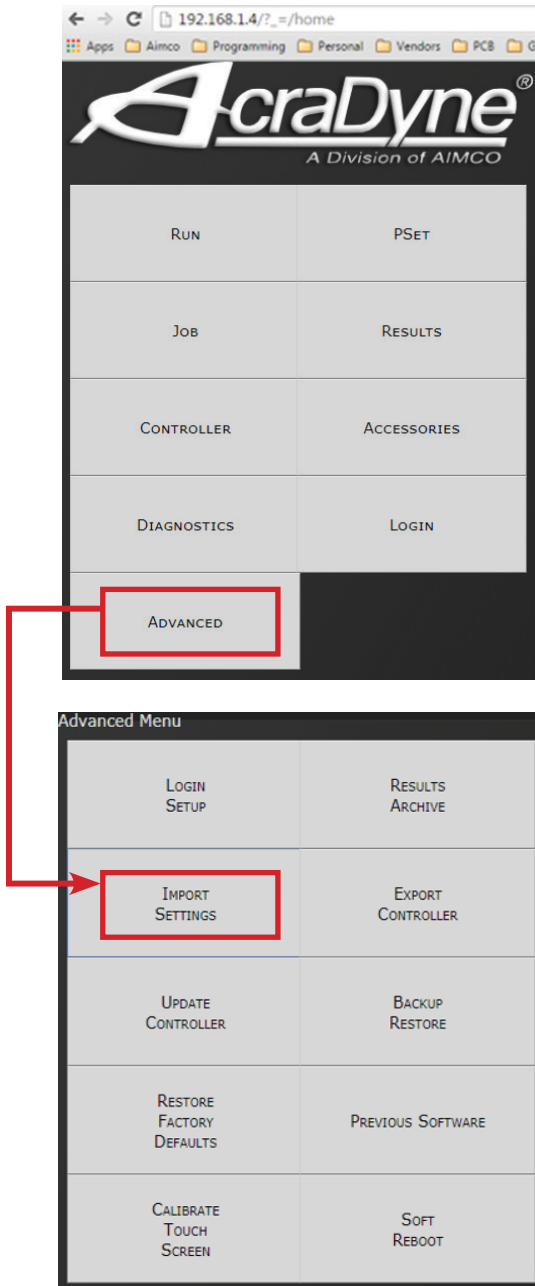 192.168.1.4/?_=/home
Apps Aimco Programming Personal Vendors PCB G
AcraDyne®
A Division of AIMCO
RUN
PSET
JOB
RESULTS
CONTROLLER
ACCESSORIES
DIAGNOSTICS
LOGIN
ADVANCED
Advanced Menu
LOGIN
SETUP
RESULTS
ARCHIVE
IMPORT
SETTINGS
EXPORT
CONTROLLER
UPDATE
CONTROLLER
BACKUP
RESTORE
RESTORE
FACTORY
DEFAULTS
PREVIOUS SOFTWARE
CALIBRATE
TOUCH
SCREEN
SOFT
REBOOT